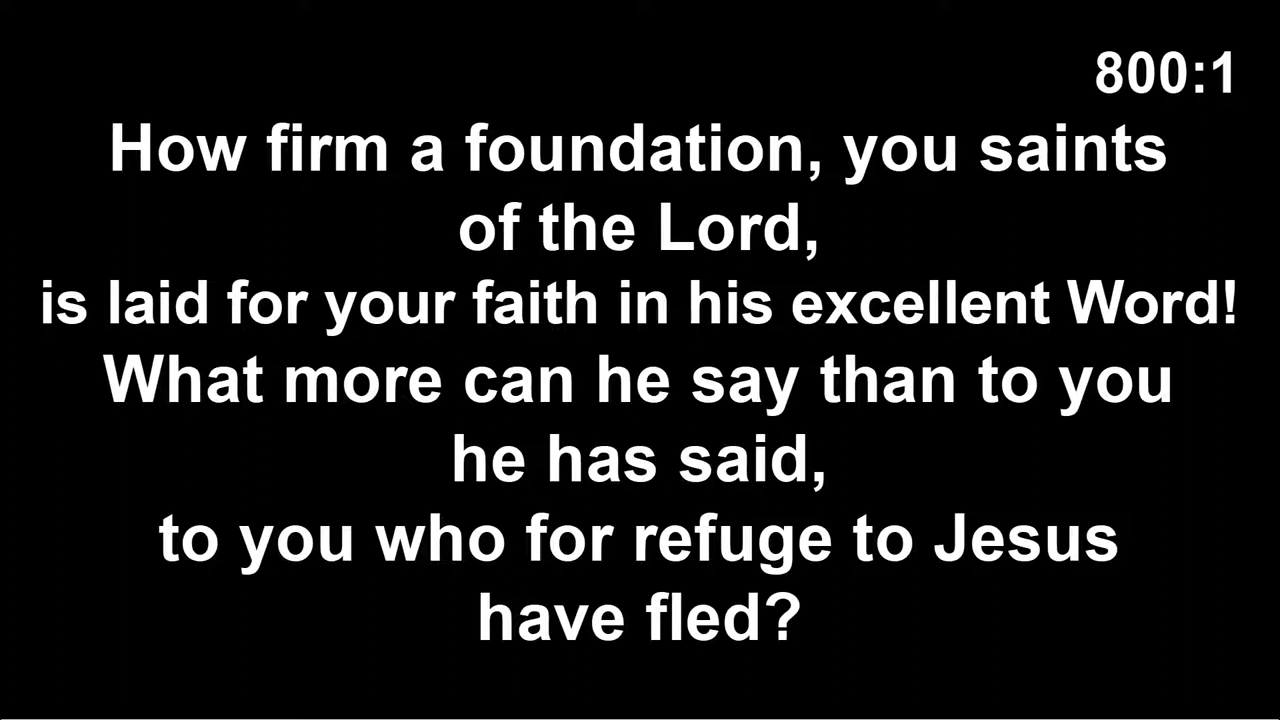 800:1
How firm a foundation, you saints
of the Lord,
is laid for your faith in his excellent Word!
What more can he say than to you
he has said,
to you who for refuge to Jesus
have fled?